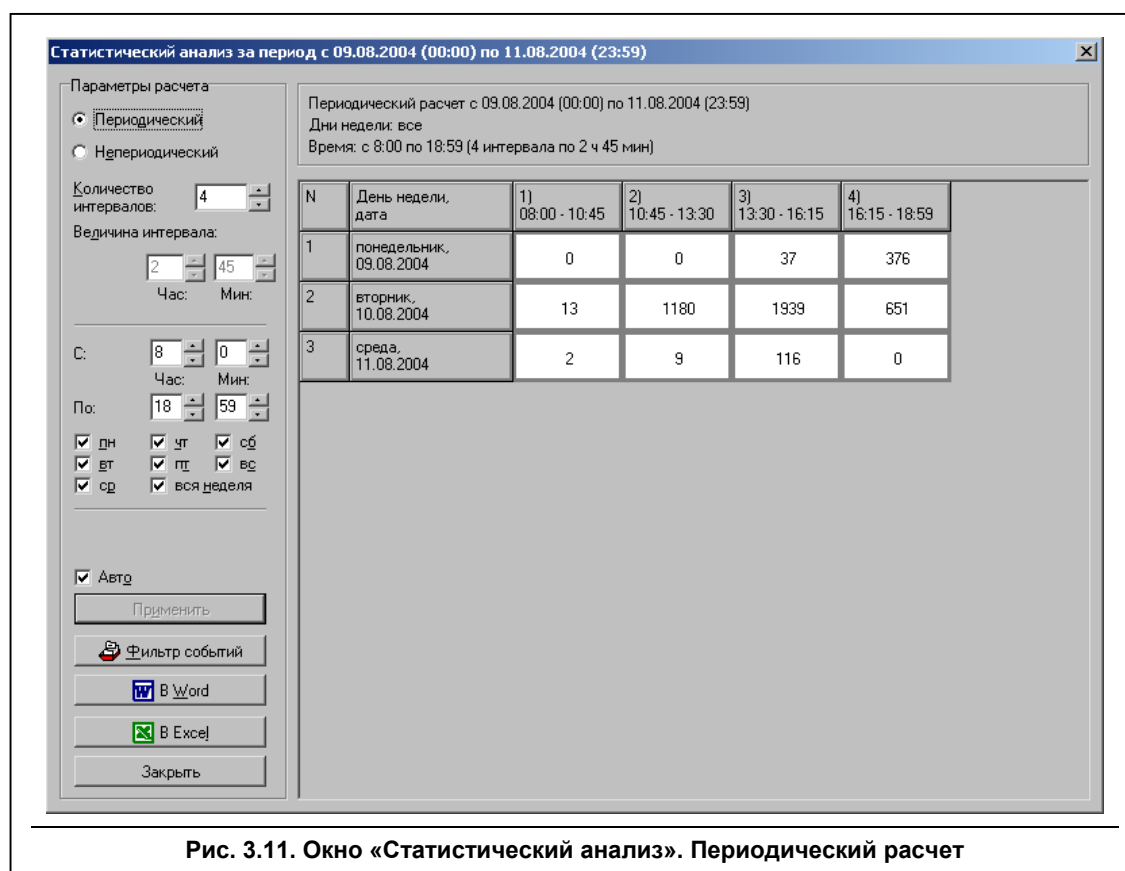 Статистический анализ за период с 09.08.2004 (00:00) по 11.08.2004 (23:59)
Параметры расчета
Периодический
Непериодический
Количество интервалов: 4
Величина интервала:
2 45
Час: Мин:
С: 8 0
Час: Мин:
По: 18 59
пн чт сб
вт пт вс
ср вся неделя
Авто
Применить
Фильтр событий
В Word
В Excel
Закрыть
Периодический расчет с 09.08.2004 (00:00) по 11.08.2004 (23:59)
Дни недели: все
Время: с 8:00 по 18:59 (4 интервала по 2 ч 45 мин)
N День недели, дата 1) 08:00 - 10:45 2) 10:45 - 13:30 3) 13:30 - 16:15 4) 16:15 - 18:59
1 понедельник, 09.08.2004 0 0 37 376
2 вторник, 10.08.2004 13 1180 1939 651
3 среда, 11.08.2004 2 9 116 0
Рис. 3.11. Окно «Статистический анализ». Периодический расчет